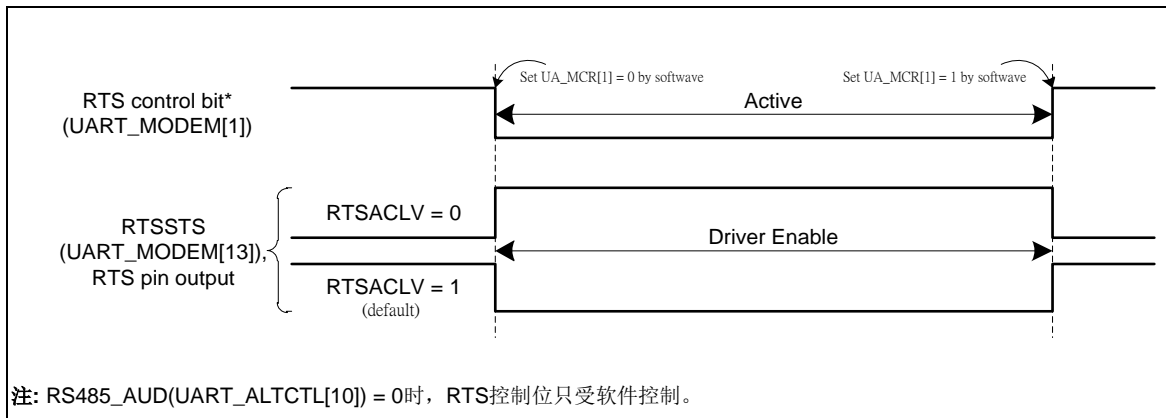 Set UA_MCR[1] = 0 by softwave
Set UA_MCR[1] = 1 by softwave
RTS control bit*
(UART_MODEM[1])
Active
RTSSTS
(UART_MODEM[13]),
RTS pin output
RTSACLV = 0
Driver Enable
RTSACLV = 1
(default)
注: RS485_AUD(UART_ALTCTL[10]) = 0时，RTS控制位只受软件控制。